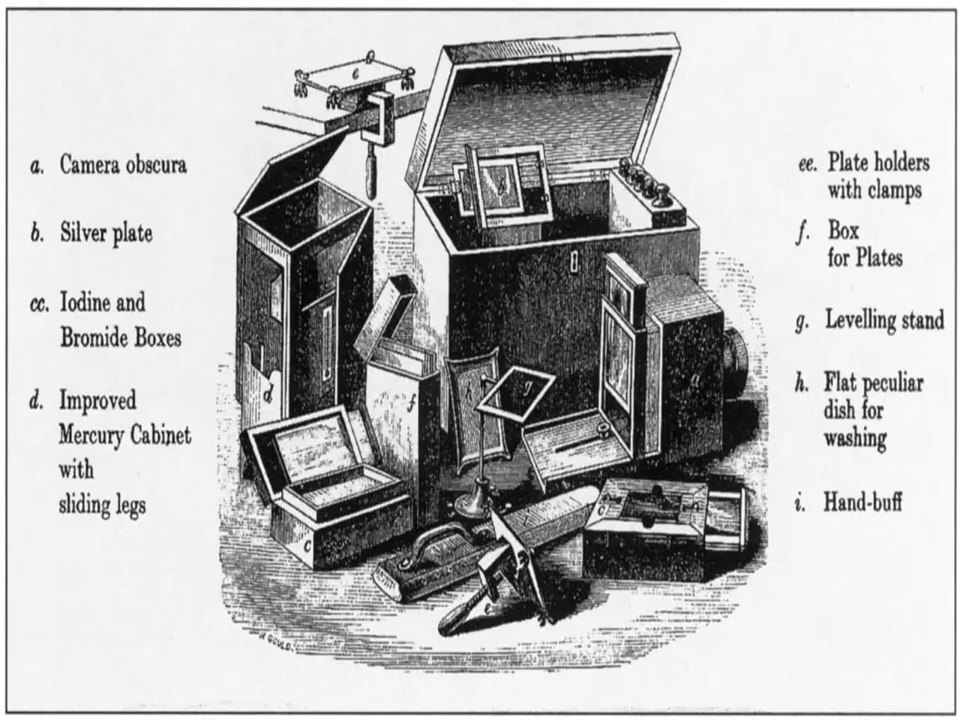 a. Camera obscura
b. Silver plate
cc. Iodine and
Bromide Boxes
d. Improved
Mercury Cabinet
with
sliding legs
ee. Plate holders
with clamps
f. Box
for Plates
g. Levelling stand
h. Flat peculiar
dish for
washing
i. Hand-buff
e
b
a
d
f
h
g
c
i
c
e
GOULD.